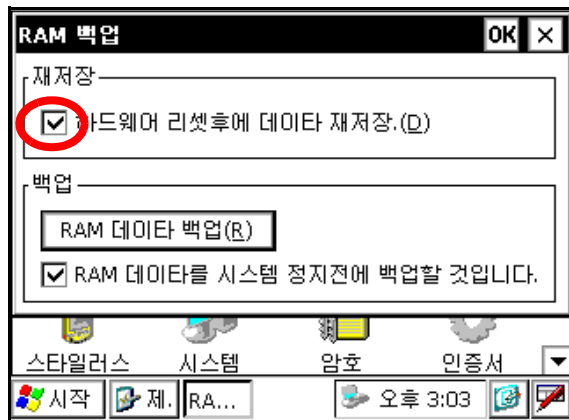 RAM 백업 OK
재저장
하드웨어 리셋후에 데이타 재저장.(D)
백업
RAM 데이타 백업(R)
RAM 데이타를 시스템 정지전에 백업할 것입니다.
스타일러스 시스템 암호 인증서
시작 제. RA... 오후 3:03